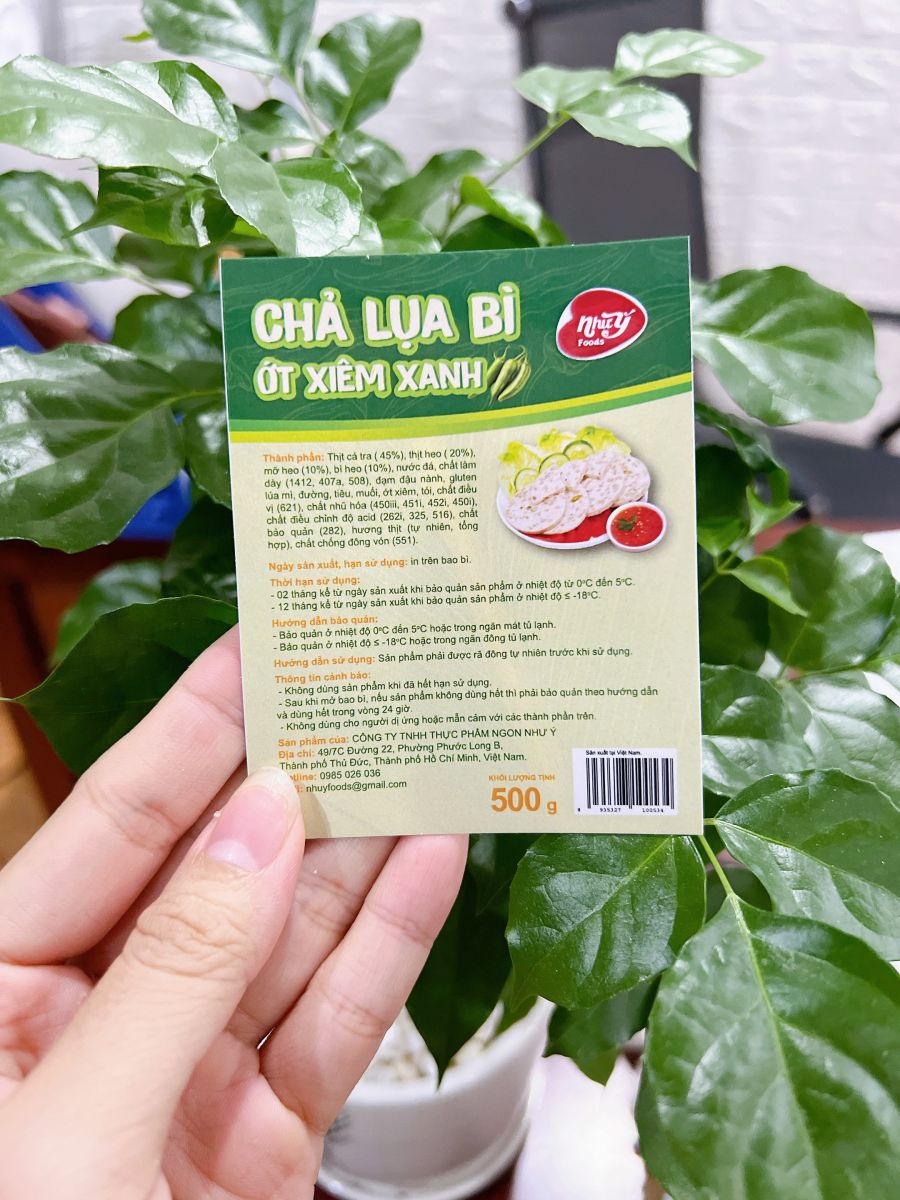 CHẢ LỤA BÌ
ỚT XIÊM XANH
Như Ý
Foods
Thành phần: Thịt cá tra ( 45%), thịt heo ( 20%),
mỡ heo (10%), bì heo (10%), nước đá, chất làm
dày (1412, 407a, 508), đạm đậu nành, gluten
lúa mì, đường, tiêu, muối, ớt xiêm, tỏi, chất điều
vị (621), chất nhũ hóa (450iii, 451i, 452i, 450i),
chất điều chỉnh độ acid (262i, 325, 516), chất
bảo quản (282), hương thịt (tự nhiên, tổng
hợp), chất chống đông vón (551).
Ngày sản xuất, hạn sử dụng: in trên bao bì.
Thời hạn sử dụng:
- 02 tháng kể từ ngày sản xuất khi bảo quản sản phẩm ở nhiệt độ từ 0°C đến 5°C.
- 12 tháng kể từ ngày sản xuất khi bảo quản sản phẩm ở nhiệt độ ≤ -18°C.
Hướng dẫn bảo quản:
- Bảo quản ở nhiệt độ 0°C đến 5°C hoặc trong ngăn mát tủ lạnh.
- Bảo quản ở nhiệt độ ≤ -18°C hoặc trong ngăn đông tủ lạnh.
Hướng dẫn sử dụng: Sản phẩm phải được rã đông tự nhiên trước khi sử dụng.
Thông tin cảnh báo:
- Không dùng sản phẩm khi đã hết hạn sử dụng.
- Sau khi mở bao bì, nếu sản phẩm không dùng hết thì phải bảo quản theo hướng dẫn
và dùng hết trong vòng 24 giờ.
- Không dùng cho người dị ứng hoặc mẫn cảm với các thành phần trên.
Sản phẩm của: CÔNG TY TNHH THỰC PHẨM NGON NHƯ Ý
Địa chỉ: 49/7C Đường 22, Phường Phước Long B,
Thành phố Thủ Đức, Thành phố Hồ Chí Minh, Việt Nam.
Hotline: 0985 026 036
nhuyfoods@gmail.com
KHỐI LƯỢNG TỊNH
500 g
Sản xuất tại Việt Nam.
8 935327 100534